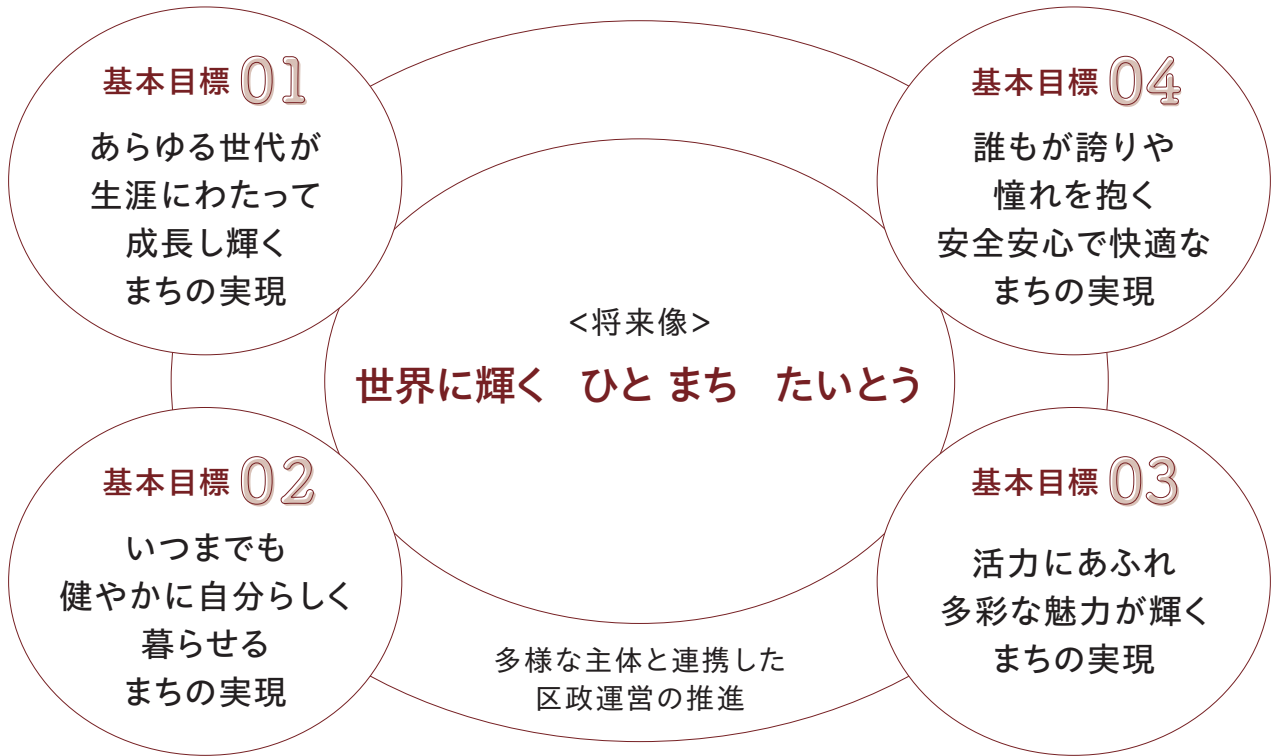 基本目標 01
あらゆる世代が
生涯にわたって
成長し輝く
まちの実現
基本目標 04
誰もが誇りや
憧れを抱く
安全安心で快適な
まちの実現
<将来像>
世界に輝く ひと まち たいとう
基本目標 02
いつまでも
健やかに自分らしく
暮らせる
まちの実現
基本目標 03
活力にあふれ
多彩な魅力が輝く
まちの実現
多様な主体と連携した
区政運営の推進